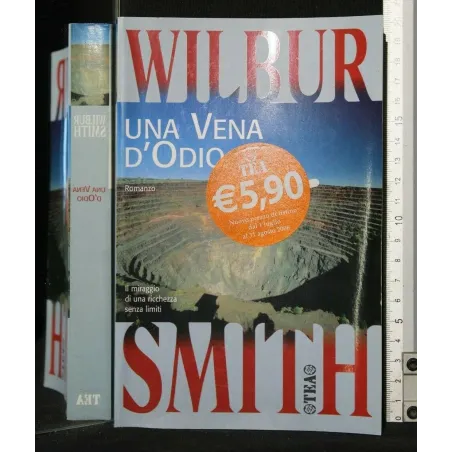 WILBUR
UNA VENA
D'ODIO
Romanzo
TEA
€5,90
Il miraggio
di una ricchezza
senza limiti
SMITH
TEA
WILBUR
SMITH
UNA VENA
D'ODIO
TEA